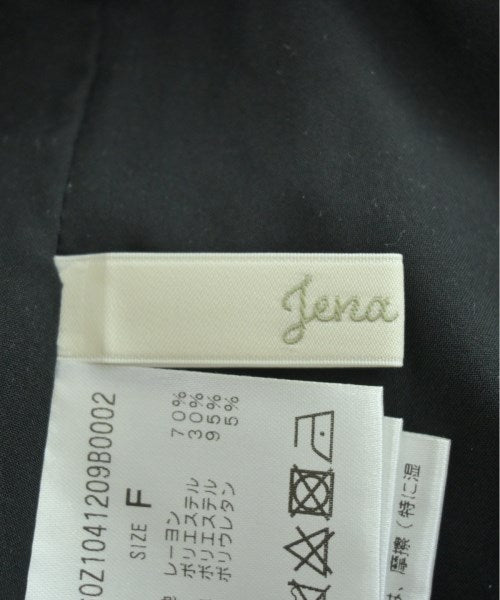 Jena
0Z1041209B0002
SIZE F
レーヨン 70%
ポリエステル 30%
ポリエステル 95%
ポリウレタン 5%
摩擦(特に湿